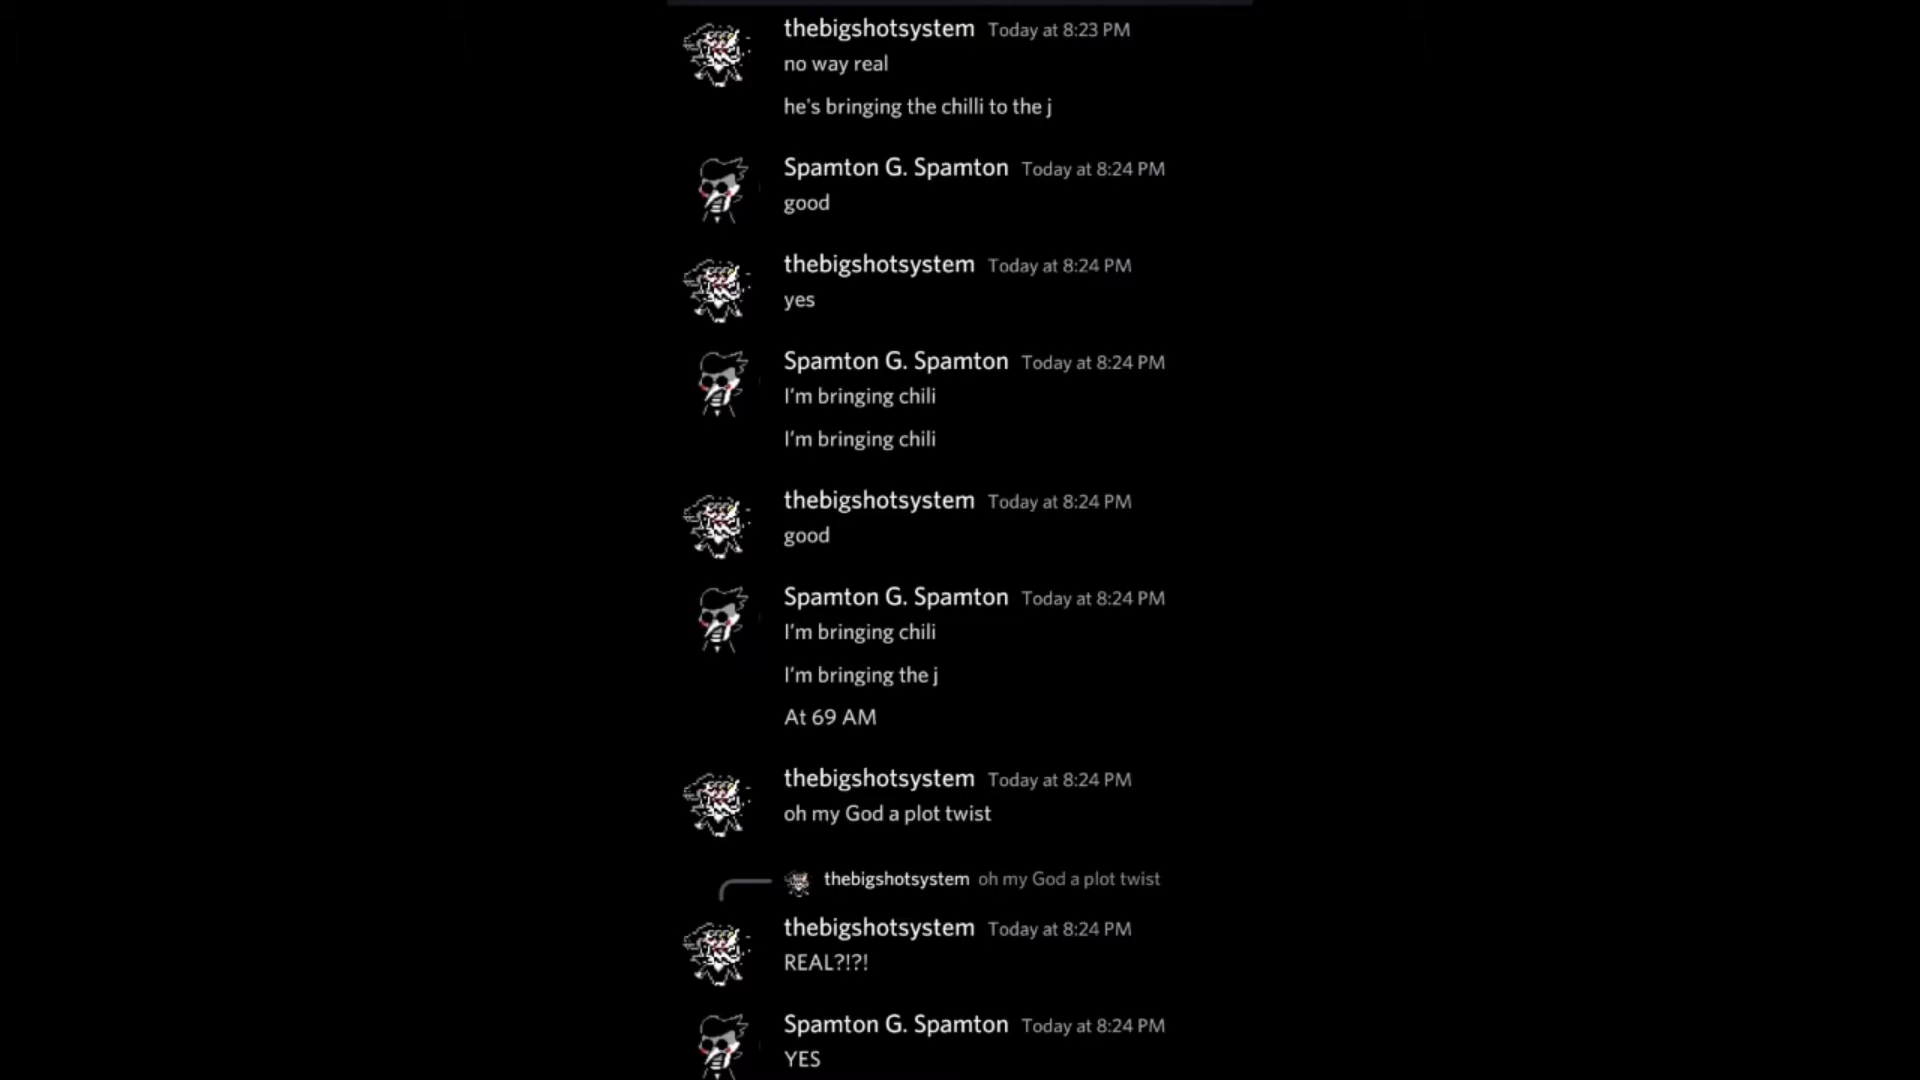 thebigshotsystem Today at 8:23 PM
no way real
he's bringing the chilli to the j
Spamton G. Spamton Today at 8:24 PM
good
thebigshotsystem Today at 8:24 PM
yes
Spamton G. Spamton Today at 8:24 PM
I'm bringing chili
I'm bringing chili
thebigshotsystem Today at 8:24 PM
good
Spamton G. Spamton Today at 8:24 PM
I'm bringing chili
I'm bringing the j
At 69 AM
thebigshotsystem Today at 8:24 PM
oh my God a plot twist
thebigshotsystem oh my God a plot twist
thebigshotsystem Today at 8:24 PM
REAL?!?!
Spamton G. Spamton Today at 8:24 PM
YES